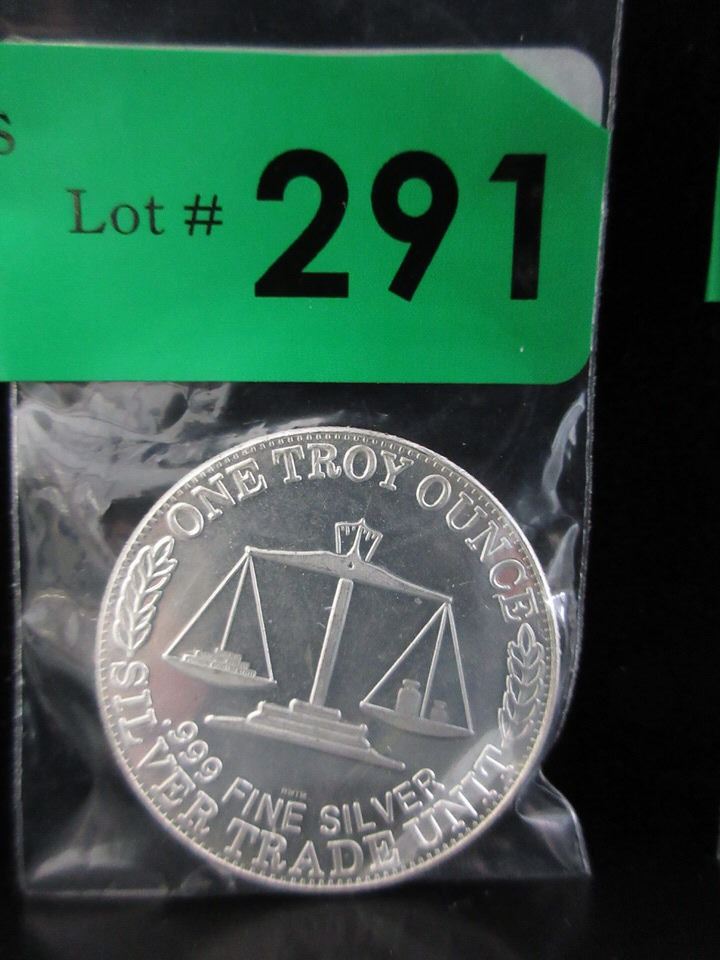 s
Lot # 291
ONE TROY OUNCE
.999 FINE SILVER
SILVER TRADE UNIT